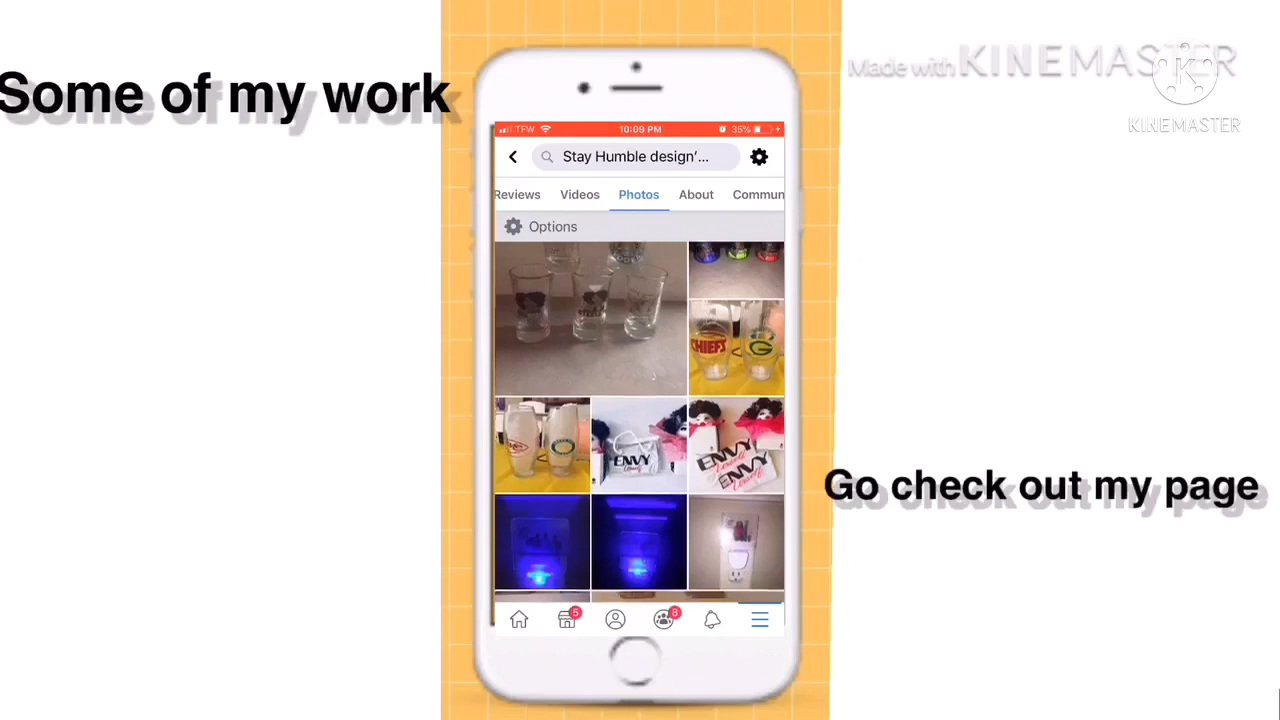 Some of my work
Made with KINEMASTER
KINEMASTER
TFW
10:09 PM
35%
Stay Humble design'...
Reviews Videos Photos About Commun
Options
CHIEFS
G
ENVY
ENVY
ENVY
5
8
Go check out my page